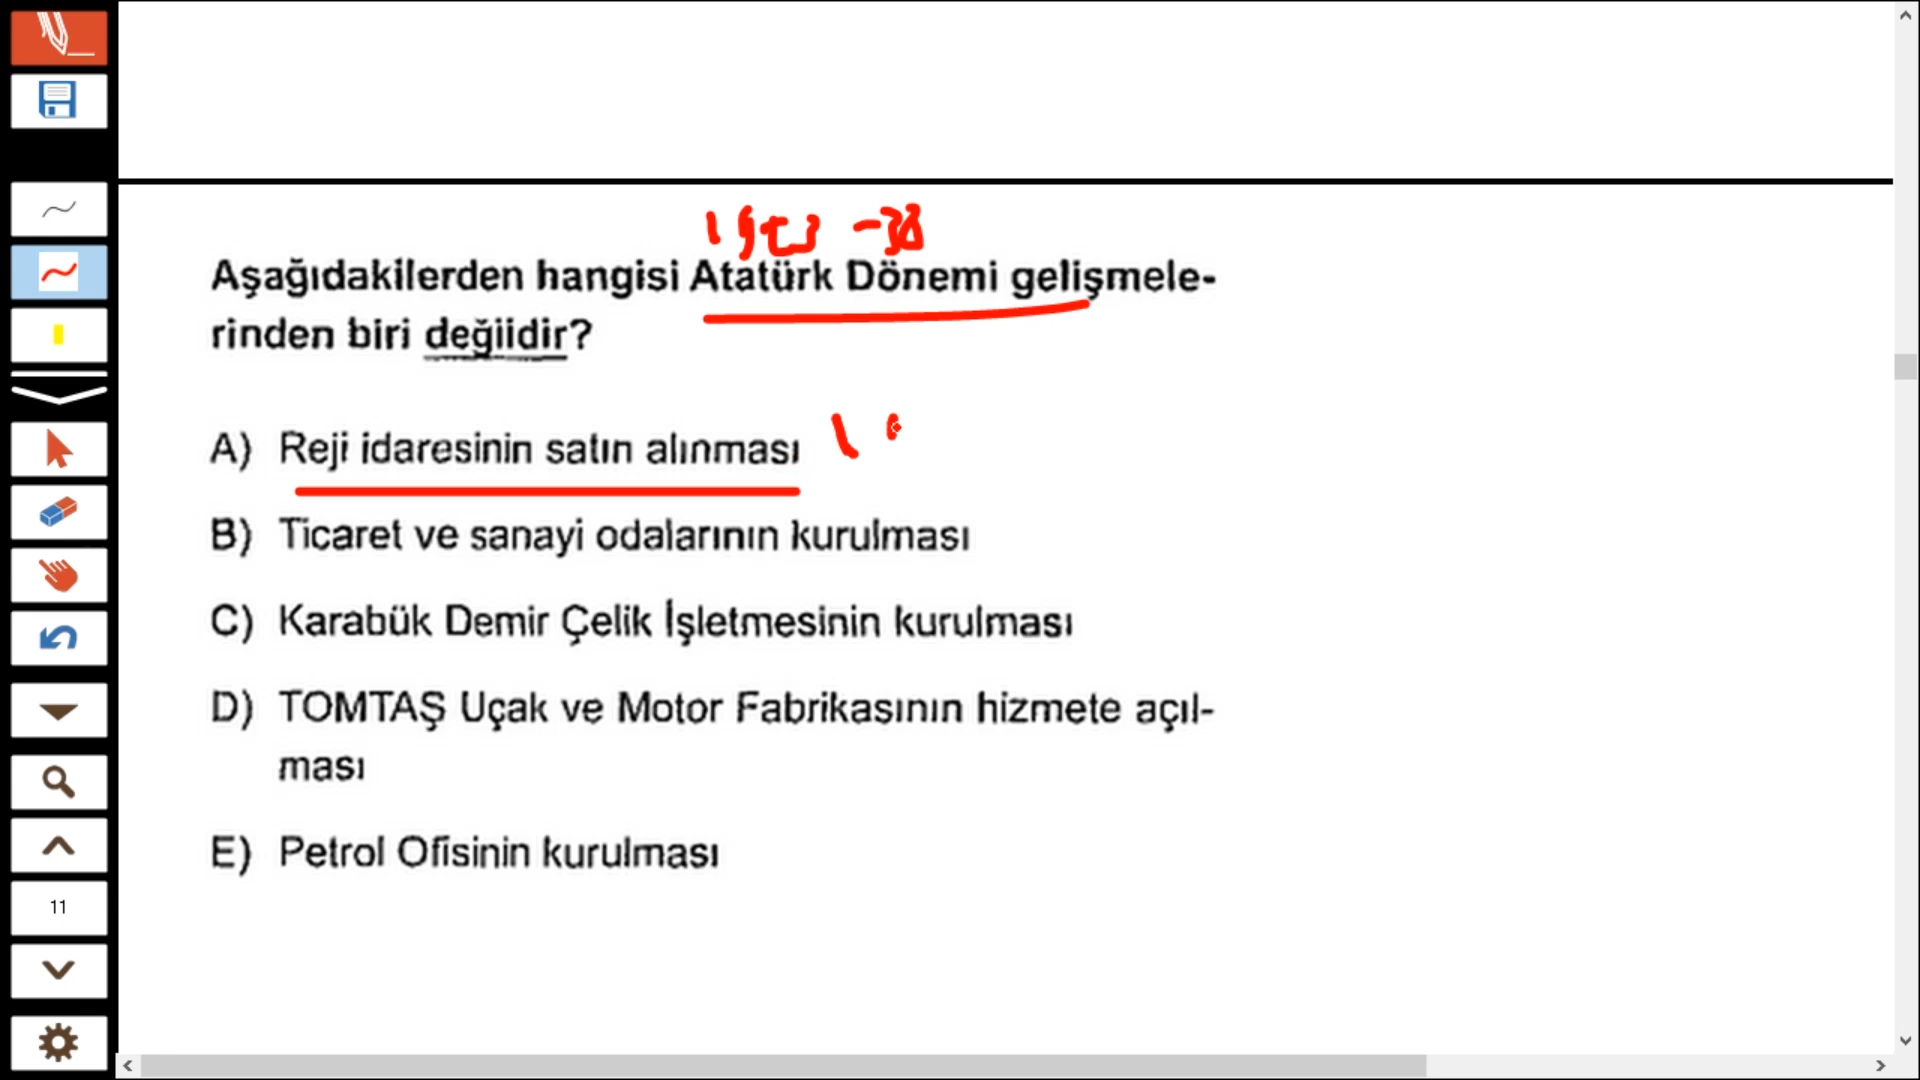 1923 -38
Aşağıdakilerden hangisi Atatürk Dönemi gelişmele-
rinden biri değiidir?
A) Reji idaresinin satın alınması
B) Ticaret ve sanayi odalarının kurulması
C) Karabük Demir Çelik İşletmesinin kurulması
D) TOMTAŞ Uçak ve Motor Fabrikasının hizmete açıl-
ması
E) Petrol Ofisinin kurulması
11